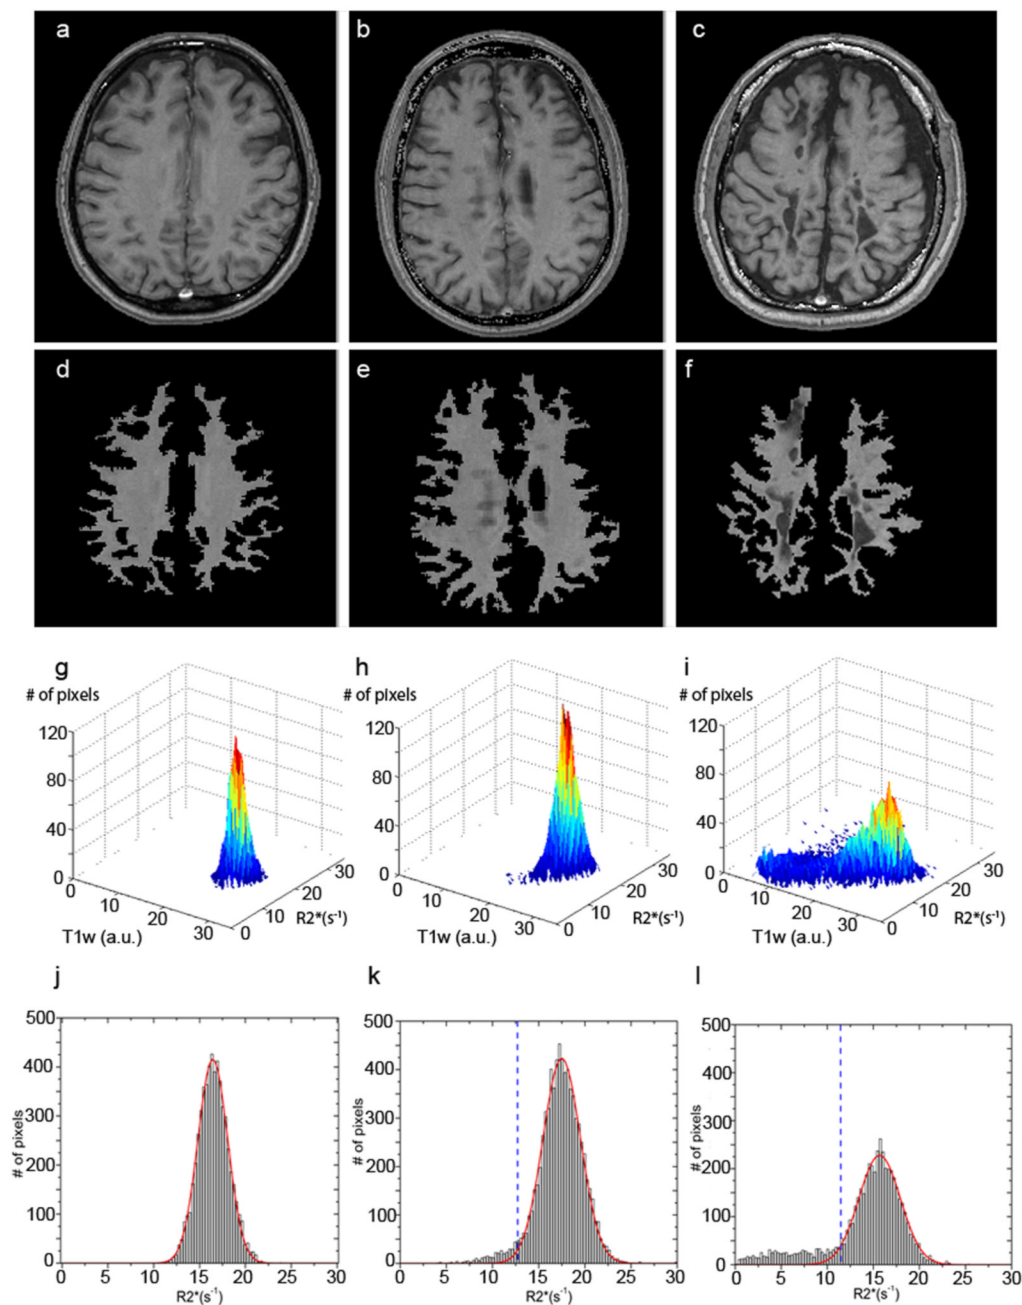 a b c
d e f
g h i
# of pixels # of pixels # of pixels
120 120 120
80 80 80
40 40 40
0 0 0
0 10 20 30 0 10 20 30 0 10 20 30
0 10 20 30 0 10 20 30 0 10 20 30
T1w (a.u.) R2*(s⁻¹) T1w (a.u.) R2*(s⁻¹) T1w (a.u.) R2*(s⁻¹)
j k l
500 500 500
400 400 400
300 300 300
200 200 200
100 100 100
0 0 0
# of pixels # of pixels # of pixels
0 5 10 15 20 25 30 0 5 10 15 20 25 30 0 5 10 15 20 25 30
R2*(s⁻¹) R2*(s⁻¹) R2*(s⁻¹)